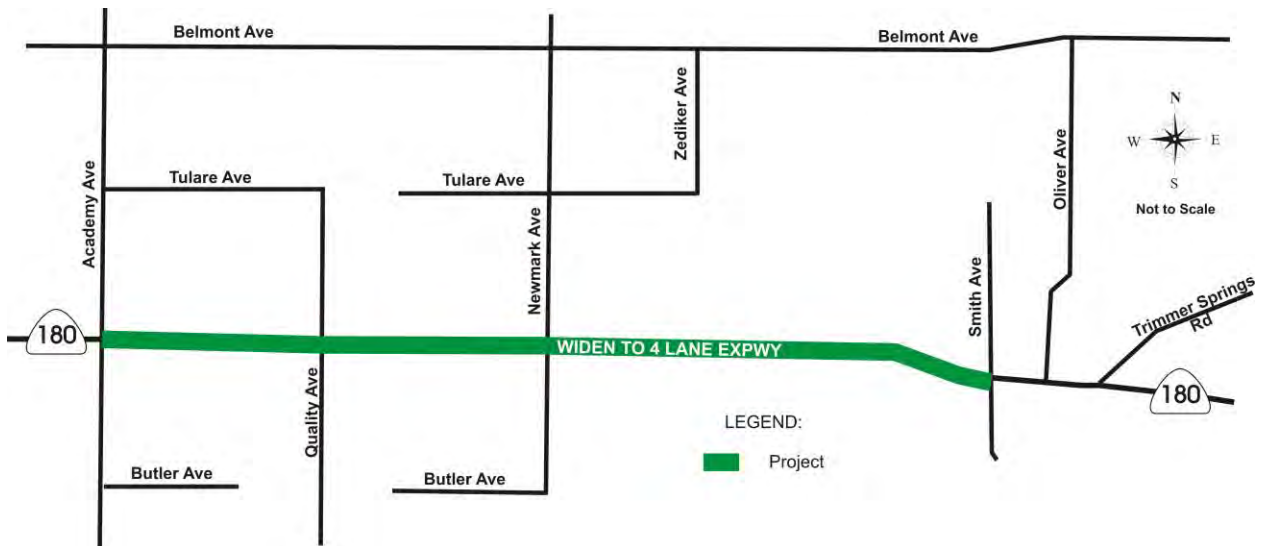 Belmont Ave
Belmont Ave
Zediker Ave
Oliver Ave
N
W
E
S
Not to Scale
Academy Ave
Tulare Ave
Tulare Ave
Newmark Ave
Smith Ave
Trimmer Springs
Rd
180
WIDEN TO 4 LANE EXPWY
180
Quality Ave
LEGEND:
Project
Butler Ave
Butler Ave